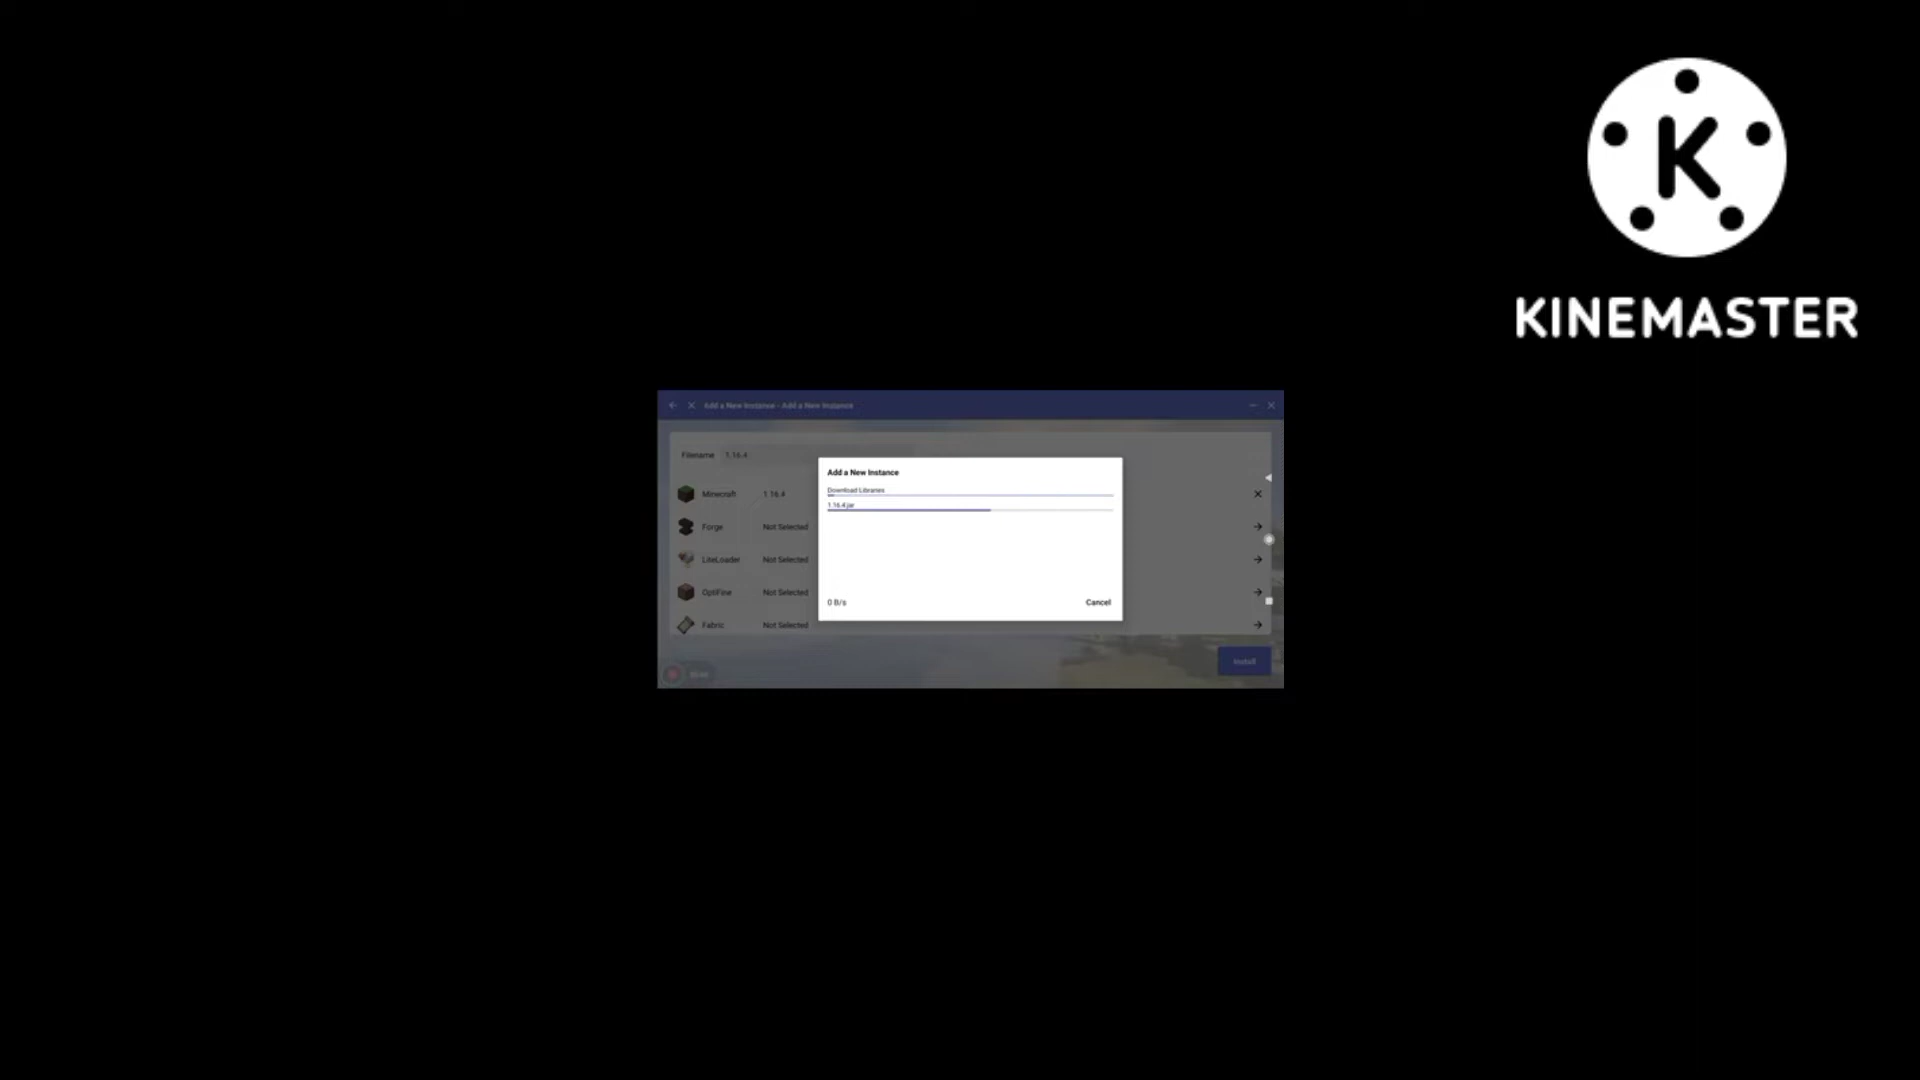 KINEMASTER
Add a New Instance - Add a New Instance
Filename 1.16.4
Minecraft 1.16.4
Forge Not Selected
LiteLoader Not Selected
OptiFine Not Selected
Fabric Not Selected
Add a New Instance
Download Libraries
1.16.4.jar
0 B/s
Cancel
Install